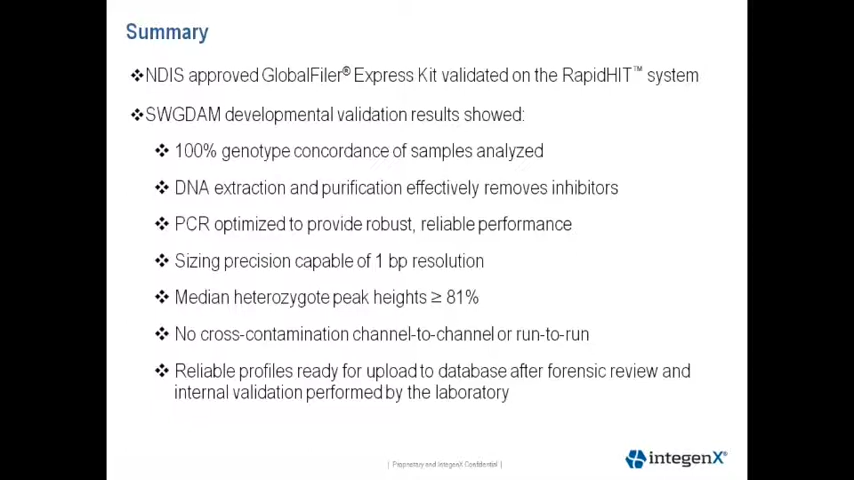 Summary
❖NDIS approved GlobalFiler® Express Kit validated on the RapidHIT™ system
❖SWGDAM developmental validation results showed:
❖ 100% genotype concordance of samples analyzed
❖ DNA extraction and purification effectively removes inhibitors
❖ PCR optimized to provide robust, reliable performance
❖ Sizing precision capable of 1 bp resolution
❖ Median heterozygote peak heights ≥ 81%
❖ No cross-contamination channel-to-channel or run-to-run
❖ Reliable profiles ready for upload to database after forensic review and
internal validation performed by the laboratory
| Proprietary and IntegenX Confidential |
integenX®